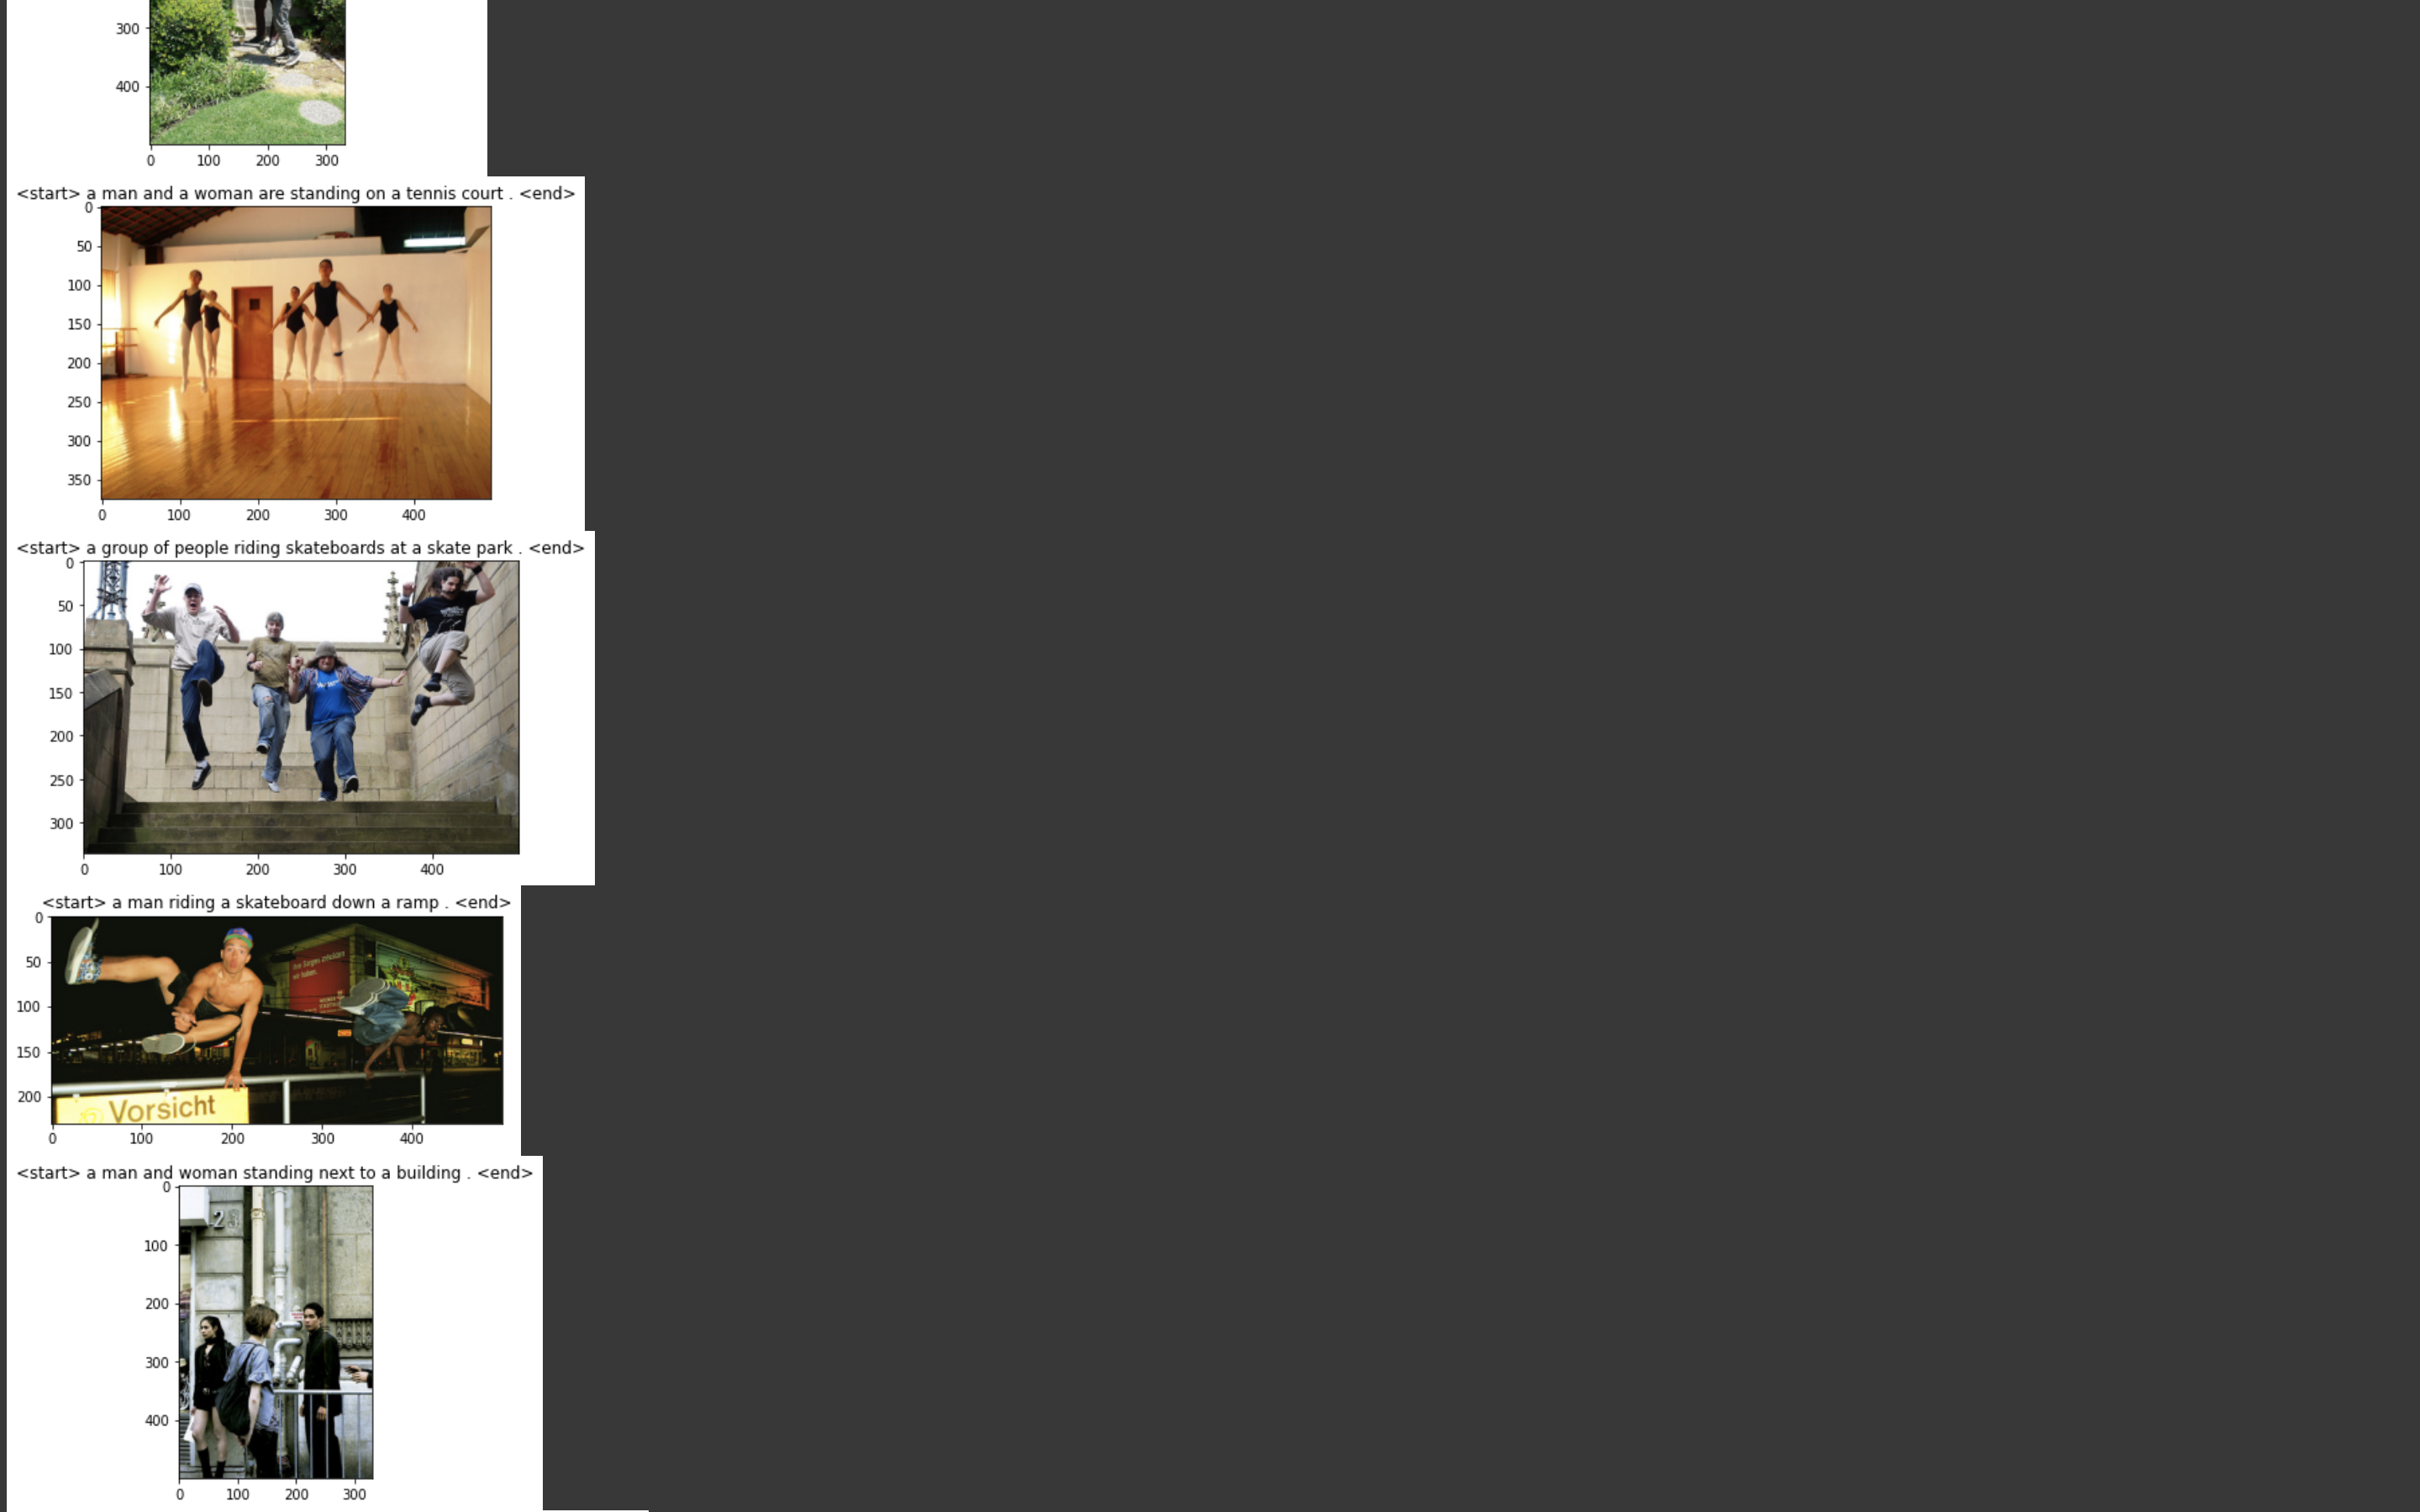 300
400
0 100 200 300
<start> a man and a woman are standing on a tennis court . <end>
0
50
100
150
200
250
300
350
0 100 200 300 400
<start> a group of people riding skateboards at a skate park . <end>
0
50
100
150
200
250
300
0 100 200 300 400
<start> a man riding a skateboard down a ramp . <end>
0
50
100
150
200
Vorsicht
0 100 200 300 400
<start> a man and woman standing next to a building . <end>
0
2
100
200
300
400
0 100 200 300